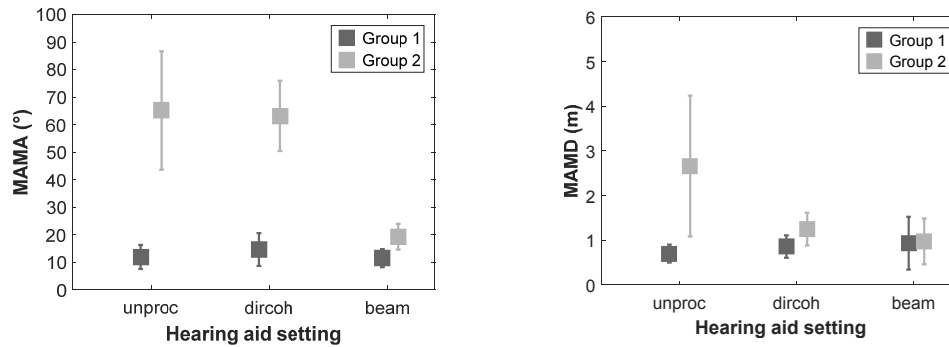 100
90
80
70
60
50
40
30
20
10
0
MAMA (°)
Group 1
Group 2
unproc dircoh beam
Hearing aid setting
6
5
4
3
2
1
0
MAMD (m)
Group 1
Group 2
unproc dircoh beam
Hearing aid setting